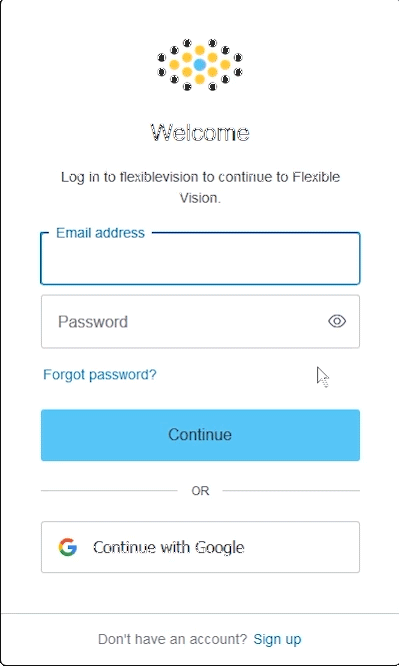 Welcome
Log in to flexiblevision to continue to Flexible
Vision.
Email address
Password
Forgot password?
Continue
OR
Continue with Google
Don't have an account? Sign up